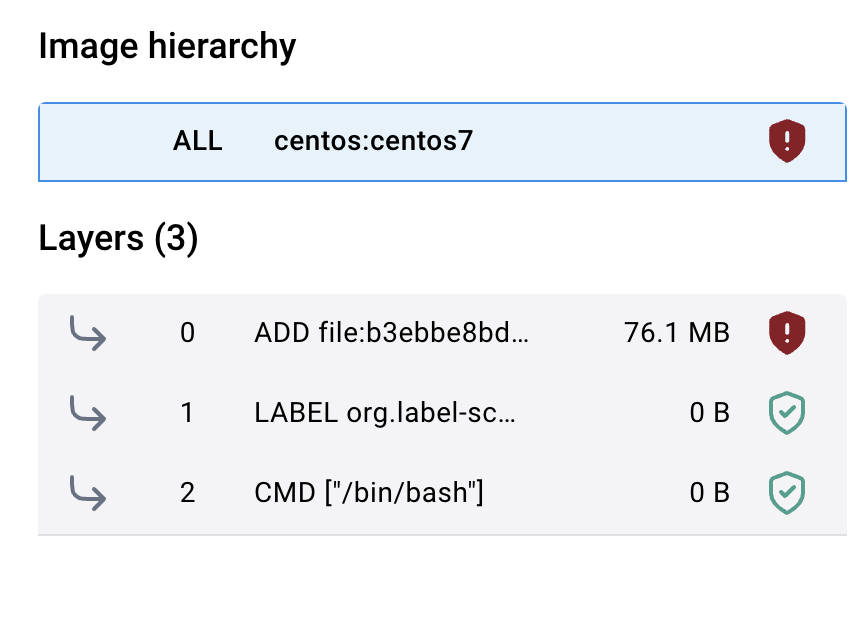 Image hierarchy
ALL centos:centos7
Layers (3)
0 ADD file:b3ebbe8bd... 76.1 MB
1 LABEL org.label-sc... 0 B
2 CMD ["/bin/bash"] 0 B